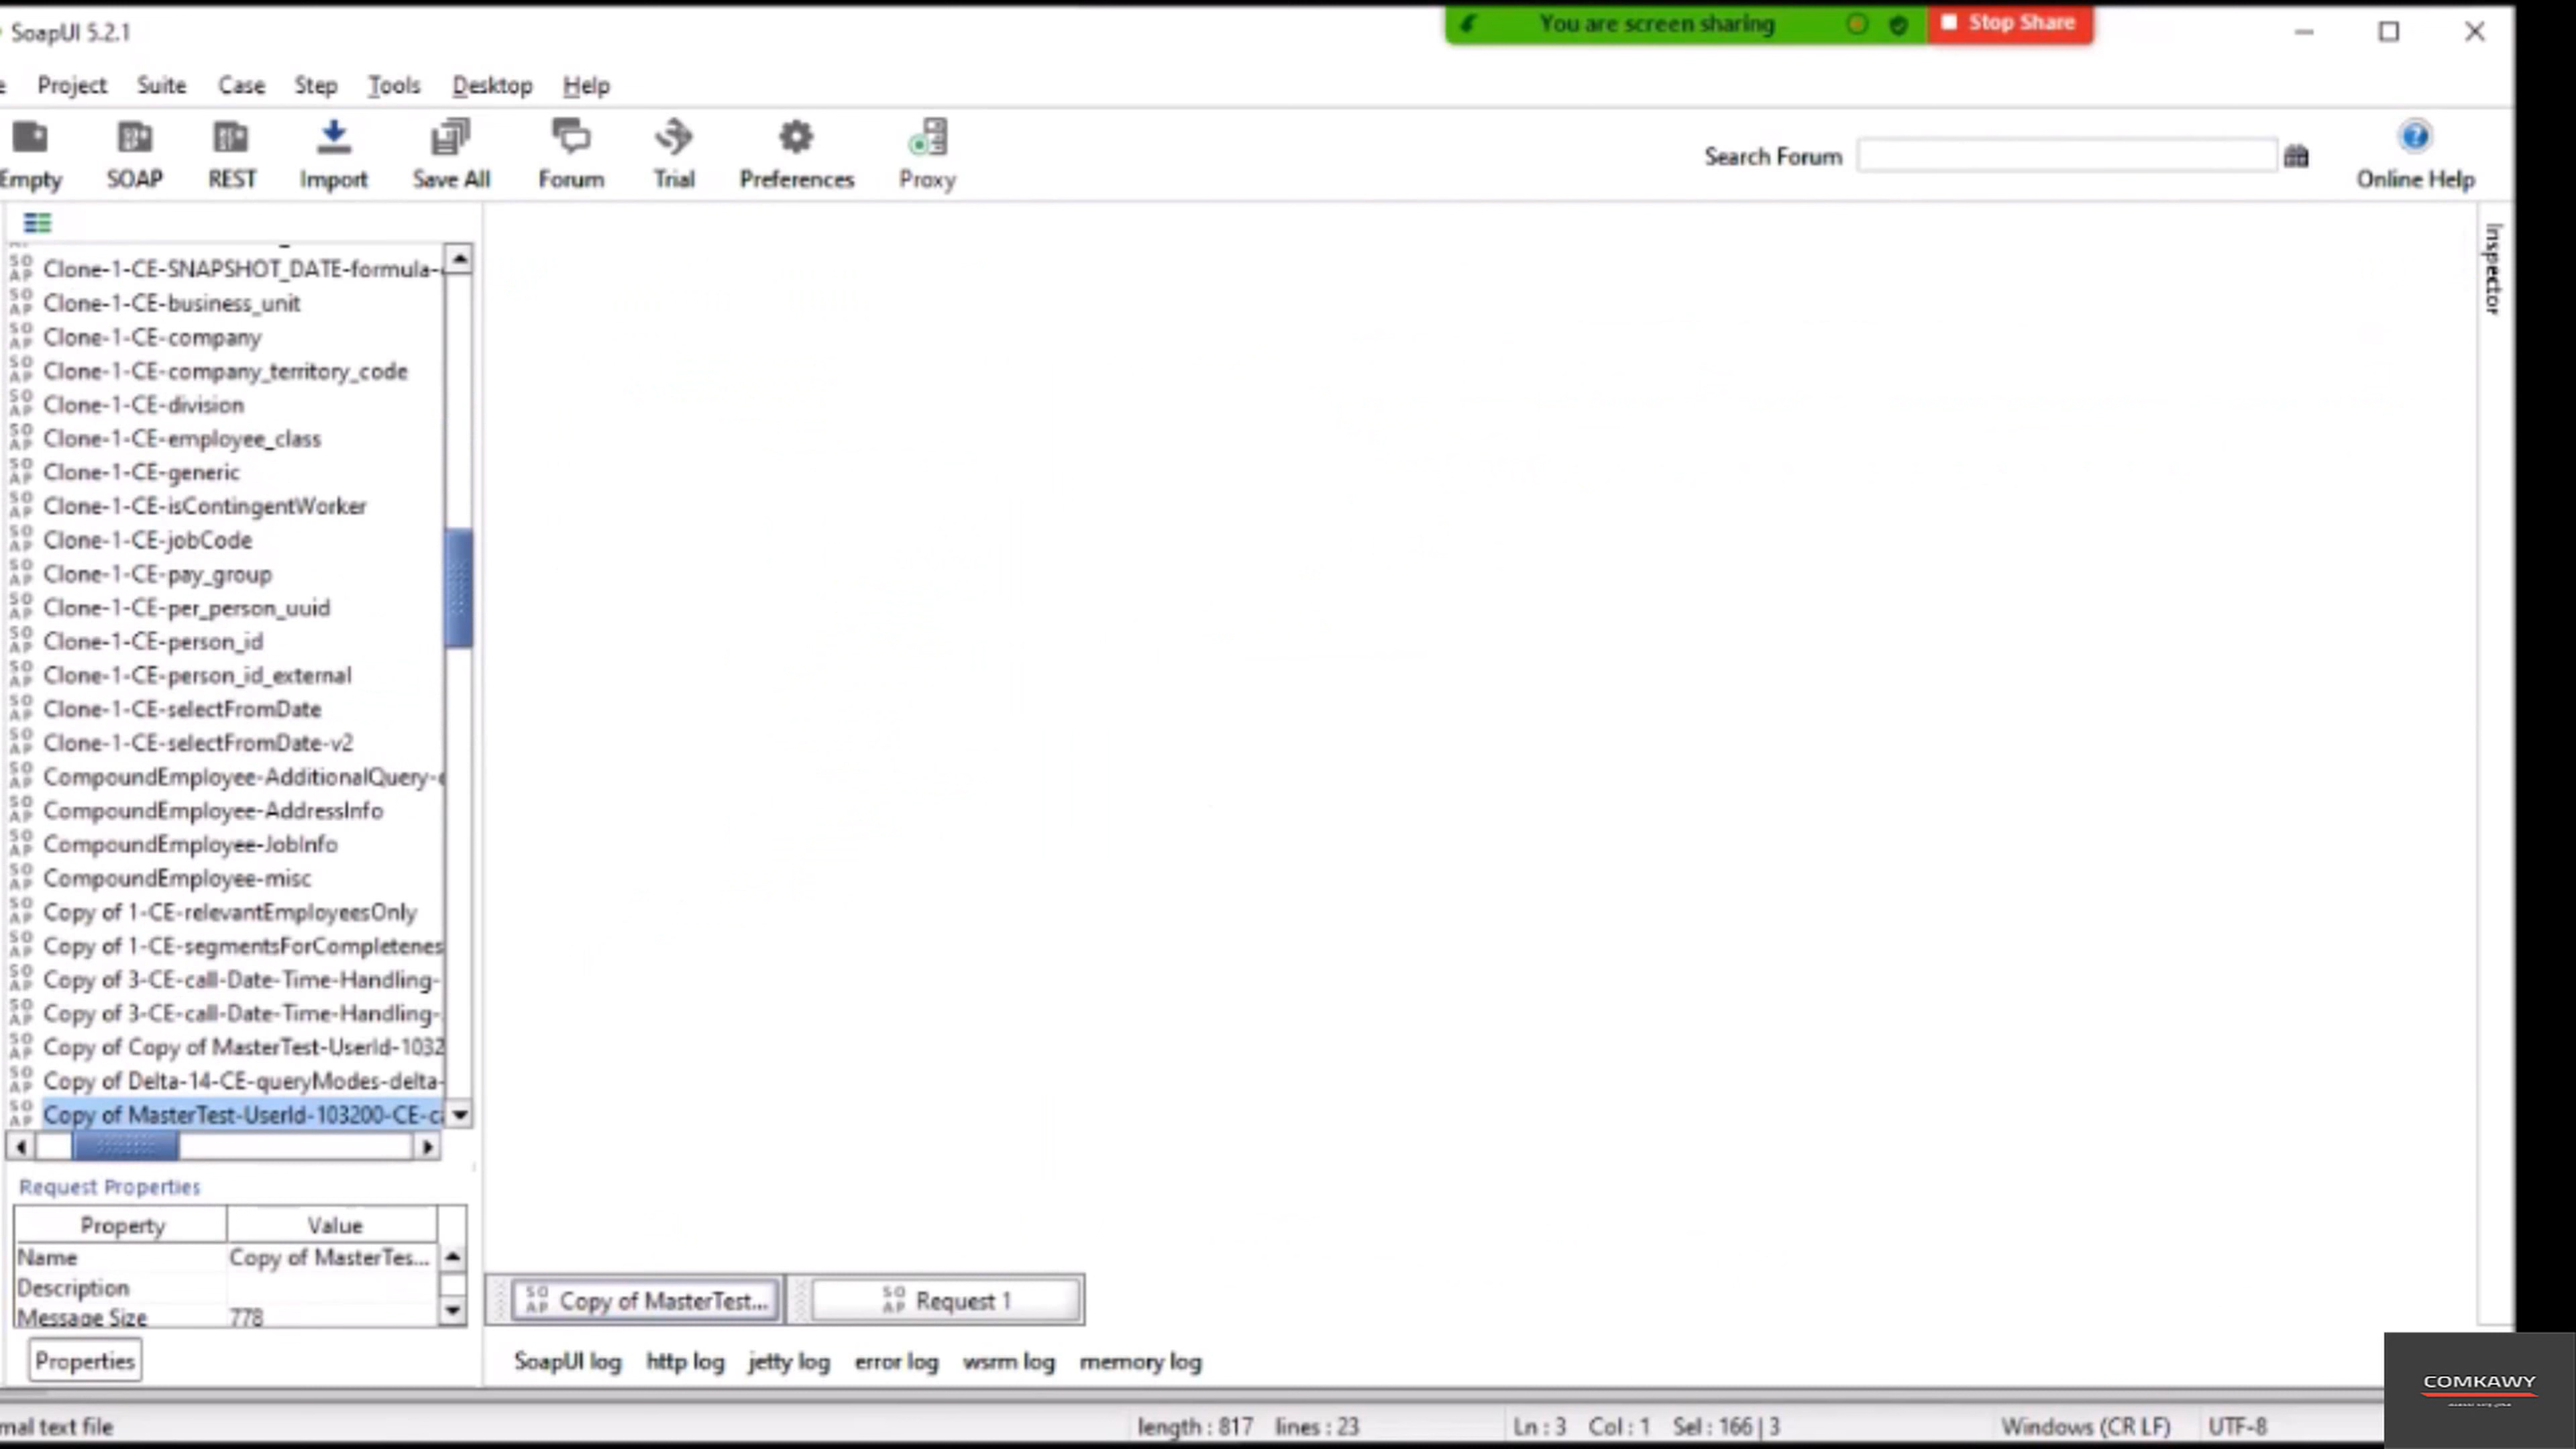 SoapUI 5.2.1
You are screen sharing
Stop Share
Project Suite Case Step Tools Desktop Help
Empty SOAP REST Import Save All Forum Trial Preferences Proxy
Search Forum
Online Help
Inspector
Clone-1-CE-SNAPSHOT_DATE-formula-
Clone-1-CE-business_unit
Clone-1-CE-company
Clone-1-CE-company_territory_code
Clone-1-CE-division
Clone-1-CE-employee_class
Clone-1-CE-generic
Clone-1-CE-isContingentWorker
Clone-1-CE-jobCode
Clone-1-CE-pay_group
Clone-1-CE-per_person_uuid
Clone-1-CE-person_id
Clone-1-CE-person_id_external
Clone-1-CE-selectFromDate
Clone-1-CE-selectFromDate-v2
CompoundEmployee-AdditionalQuery-
CompoundEmployee-AddressInfo
CompoundEmployee-JobInfo
CompoundEmployee-misc
Copy of 1-CE-relevantEmployeesOnly
Copy of 1-CE-segmentsForCompletenes
Copy of 3-CE-call-Date-Time-Handling-
Copy of 3-CE-call-Date-Time-Handling-
Copy of Copy of MasterTest-UserId-1032
Copy of Delta-14-CE-queryModes-delta-
Copy of MasterTest-UserId-103200-CE-c
Request Properties
Property Value
Name Copy of MasterTes...
Description
Message Size 778
Properties
Copy of MasterTest...
Request 1
SoapUI log http log jetty log error log wsrm log memory log
mal text file length : 817 lines : 23 Ln : 3 Col : 1 Sel : 166 | 3 Windows (CR LF) UTF-8
COMKAWY